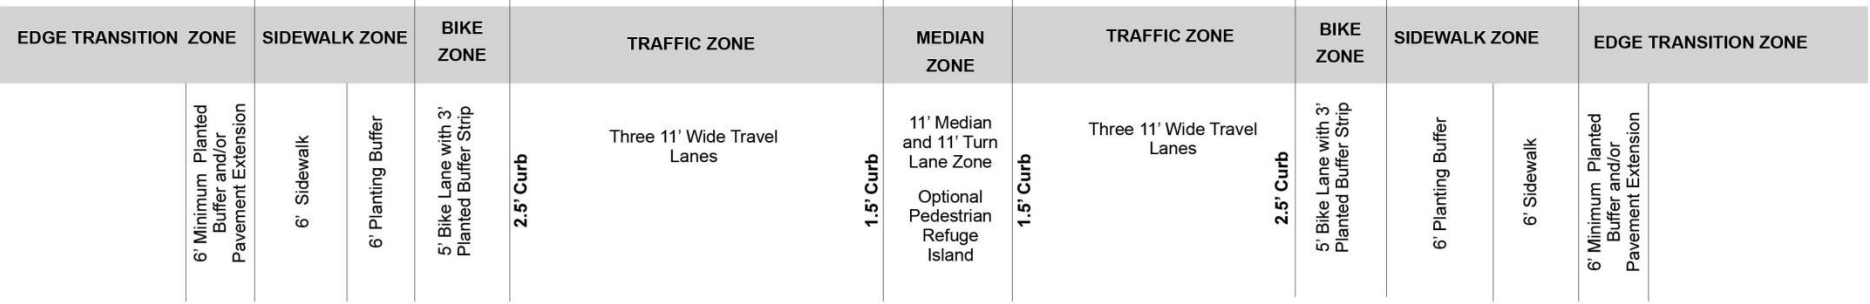 EDGE TRANSITION ZONE
SIDEWALK ZONE
BIKE
ZONE
TRAFFIC ZONE
MEDIAN
ZONE
TRAFFIC ZONE
BIKE
ZONE
SIDEWALK ZONE
EDGE TRANSITION ZONE
6’ Minimum Planted
Buffer and/or
Pavement Extension
6’ Sidewalk
6’ Planting Buffer
5’ Bike Lane with 3’
Planted Buffer Strip
2.5’ Curb
Three 11’ Wide Travel
Lanes
1.5’ Curb
11’ Median
and 11’ Turn
Lane Zone
Optional
Pedestrian
Refuge
Island
1.5’ Curb
Three 11’ Wide Travel
Lanes
2.5’ Curb
5’ Bike Lane with 3’
Planted Buffer Strip
6’ Planting Buffer
6’ Sidewalk
6’ Minimum Planted
Buffer and/or
Pavement Extension